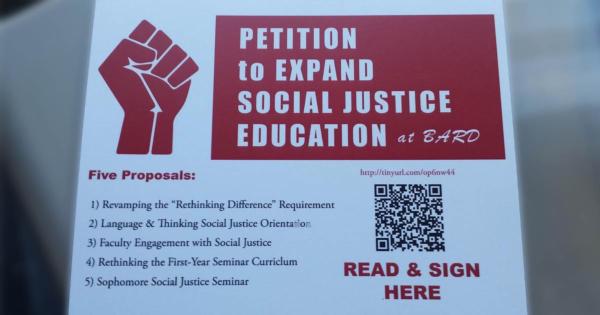 PETITION
to EXPAND
SOCIAL JUSTICE
EDUCATION at BARD
Five Proposals:
1) Revamping the “Rethinking Difference” Requirement
2) Language & Thinking Social Justice Orientation
3) Faculty Engagement with Social Justice
4) Rethinking the First-Year Seminar Curriclum
5) Sophomore Social Justice Seminar
http://tinyurl.com/op6nw44
READ & SIGN
HERE